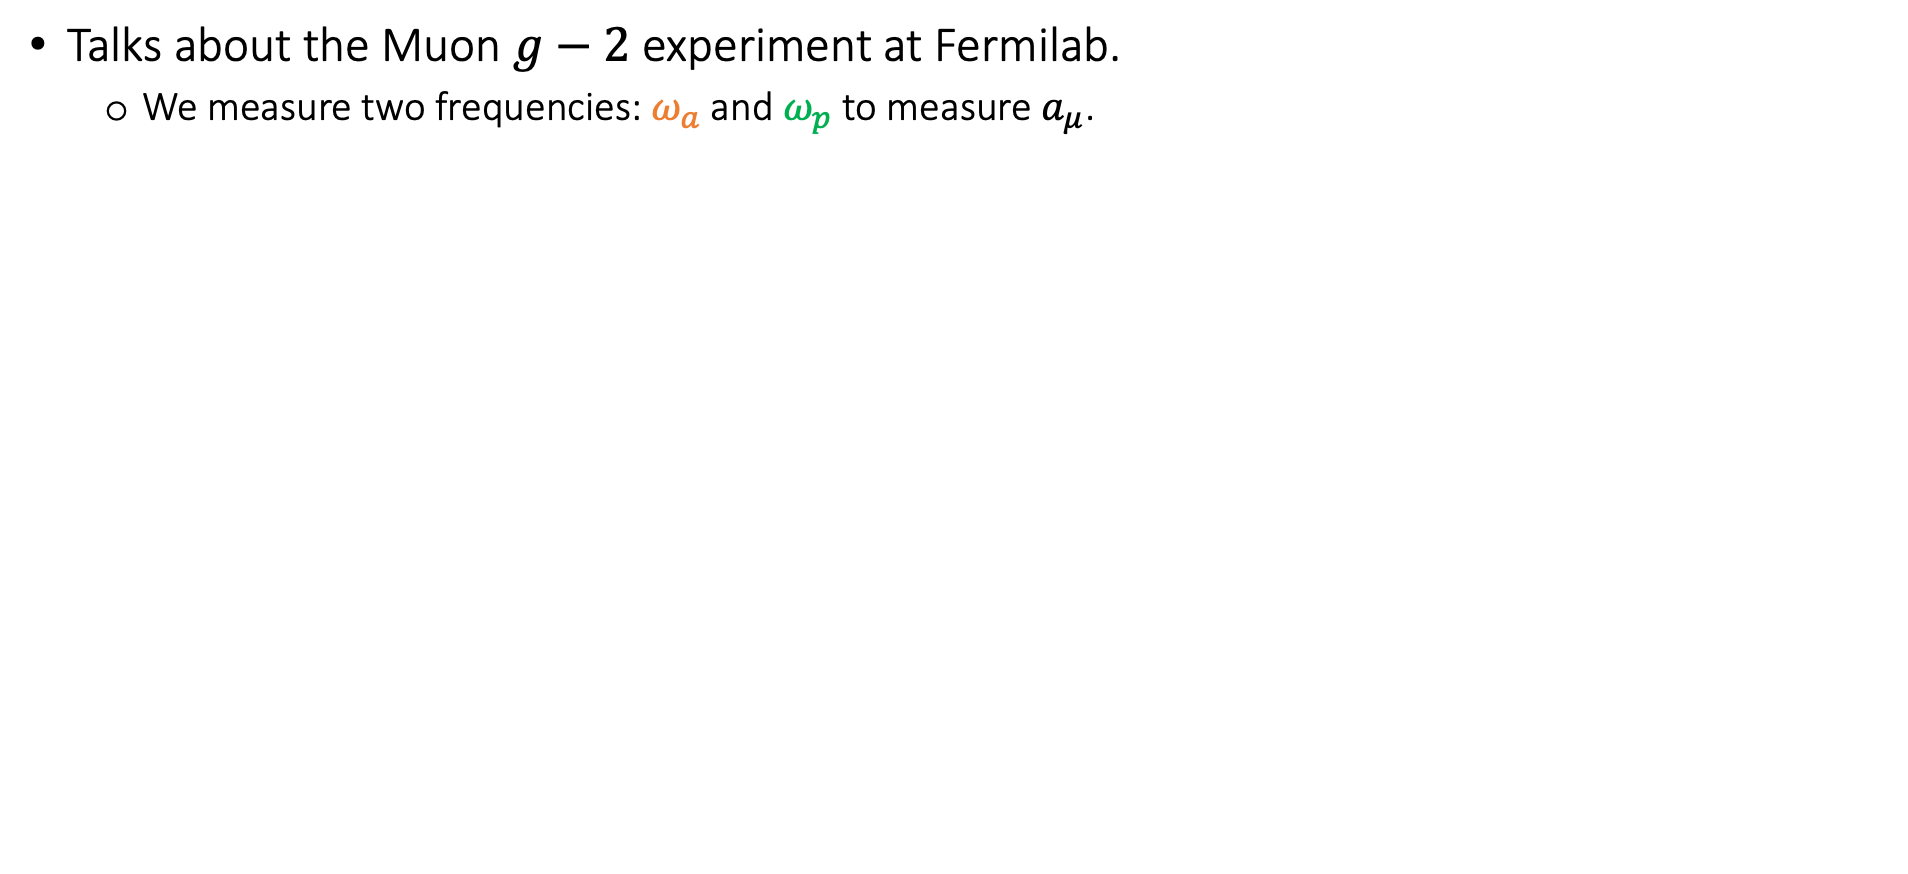 • Talks about the Muon g − 2 experiment at Fermilab.
o We measure two frequencies: ωₐ and ωₚ to measure aμ.